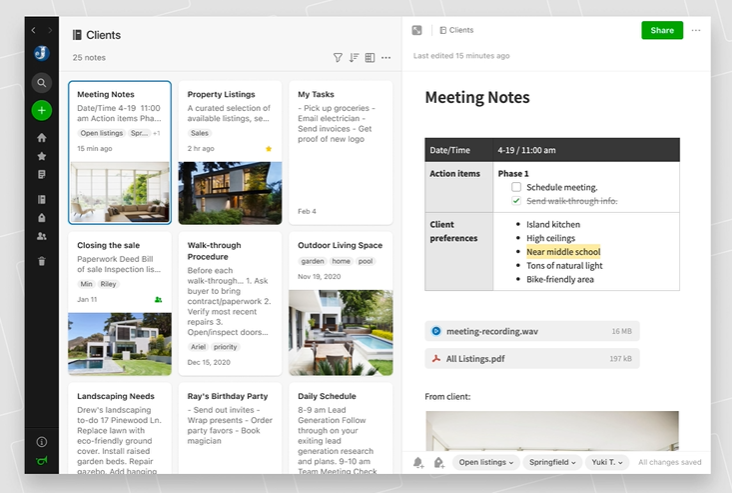 Clients
25 notes
Meeting Notes
Date/Time 4-19 11:00
am Action items Pha...
Open listings Spr... +1
15 min ago
Property Listings
A curated selection of
available listings, se...
Sales
2 hr ago
My Tasks
- Pick up groceries -
Email electrician -
Send invoices - Get
proof of new logo
Feb 4
Closing the sale
Paperwork Deed Bill
of sale Inspection lis...
Min Riley
Jan 11
Walk-through
Procedure
Before each
walk-through... 1. Ask
buyer to bring
contract/paperwork 2.
Verify most recent
repairs 3.
Open/inspect doors...
Ariel priority
Dec 15, 2020
Outdoor Living Space
garden home pool
Nov 19, 2020
Landscaping Needs
Drew's landscaping
to-do 17 Pinewood Ln.
Replace lawn with
eco-friendly ground
cover. Install raised
garden beds. Repair
gazebo. Add hanging
Ray's Birthday Party
- Send out invites -
Wrap presents - Order
party favors - Book
magician
Daily Schedule
8-9 am Lead
Generation Follow
through on your
exiting lead
generation research
and plans. 9-10 am
Team Meeting Check
Clients
Share
Last edited 15 minutes ago
Meeting Notes
Date/Time 4-19 / 11:00 am
Action items Phase 1
Schedule meeting.
Send walk-through info.
Client
preferences
Island kitchen
High ceilings
Near middle school
Tons of natural light
Bike-friendly area
meeting-recording.wav 16 MB
All Listings.pdf 197 kB
From client:
Open listings Springfield Yuki T. All changes saved